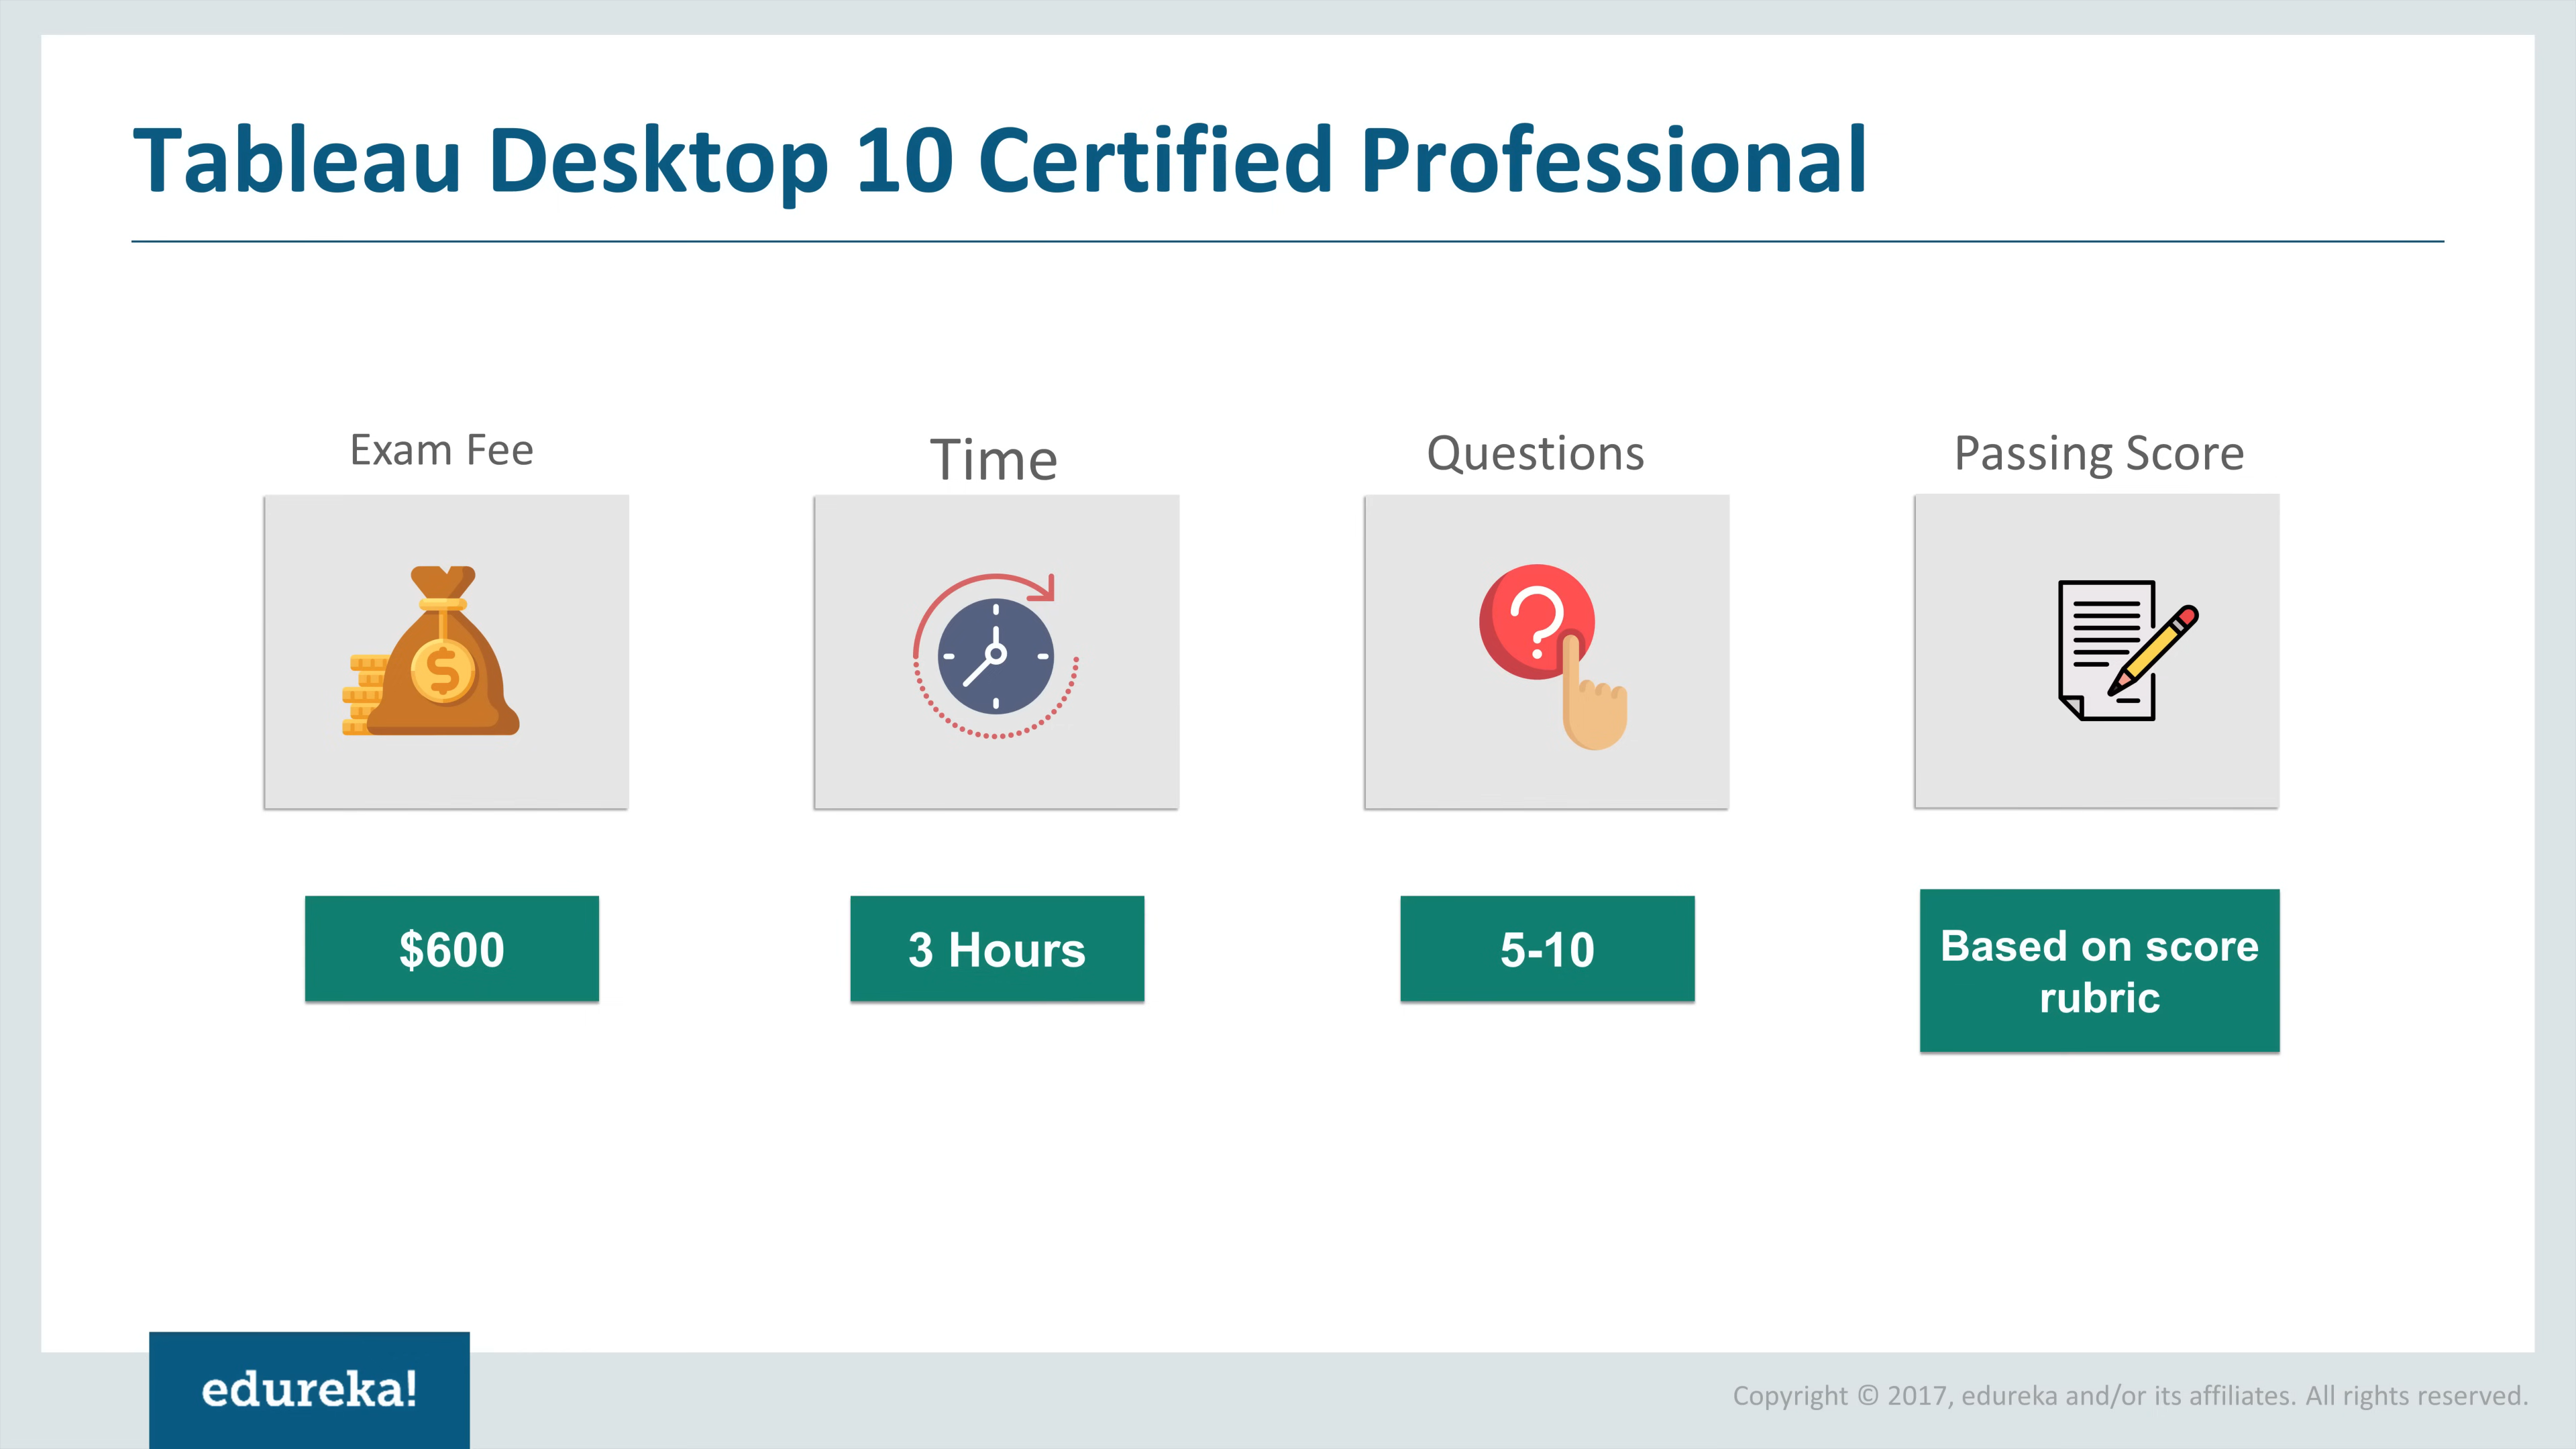 Tableau Desktop 10 Certified Professional
Exam Fee
Time
Questions
Passing Score
$
?
$600
3 Hours
5-10
Based on score
rubric
edureka!
Copyright © 2017, edureka and/or its affiliates. All rights reserved.